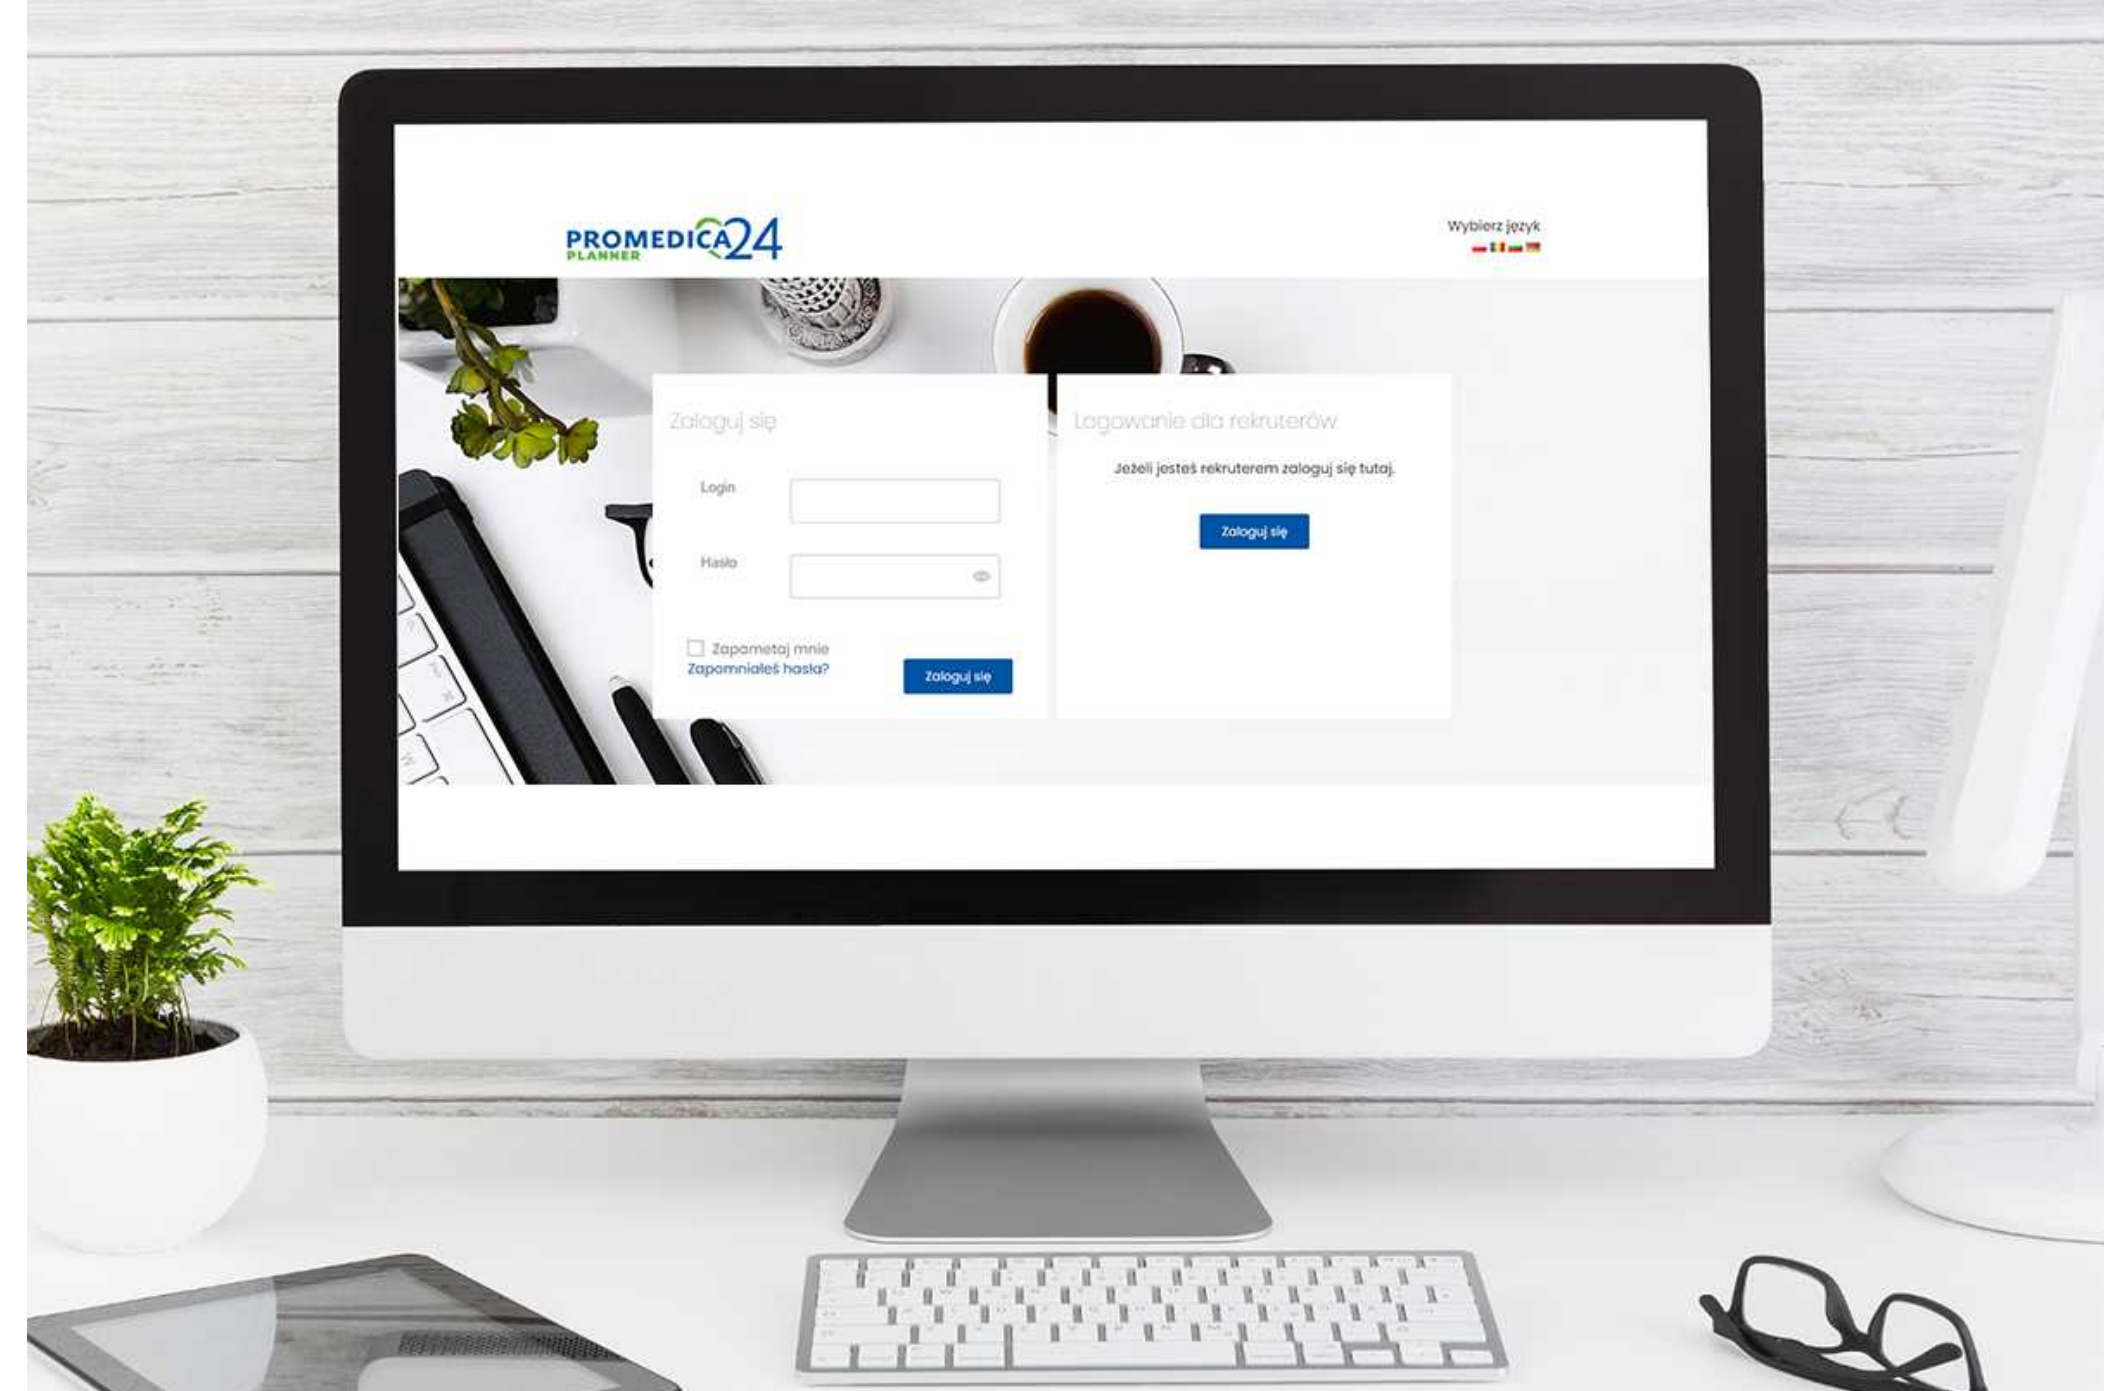 PROMEDICA24
PLANNER
Wybierz język
Zaloguj się
Login
Hasło
Zapametaj mnie
Zapomniałeś hasła?
Zaloguj się
Logowanie dla rekruterów
Jeżeli jesteś rekruterem zaloguj się tutaj.
Zaloguj się